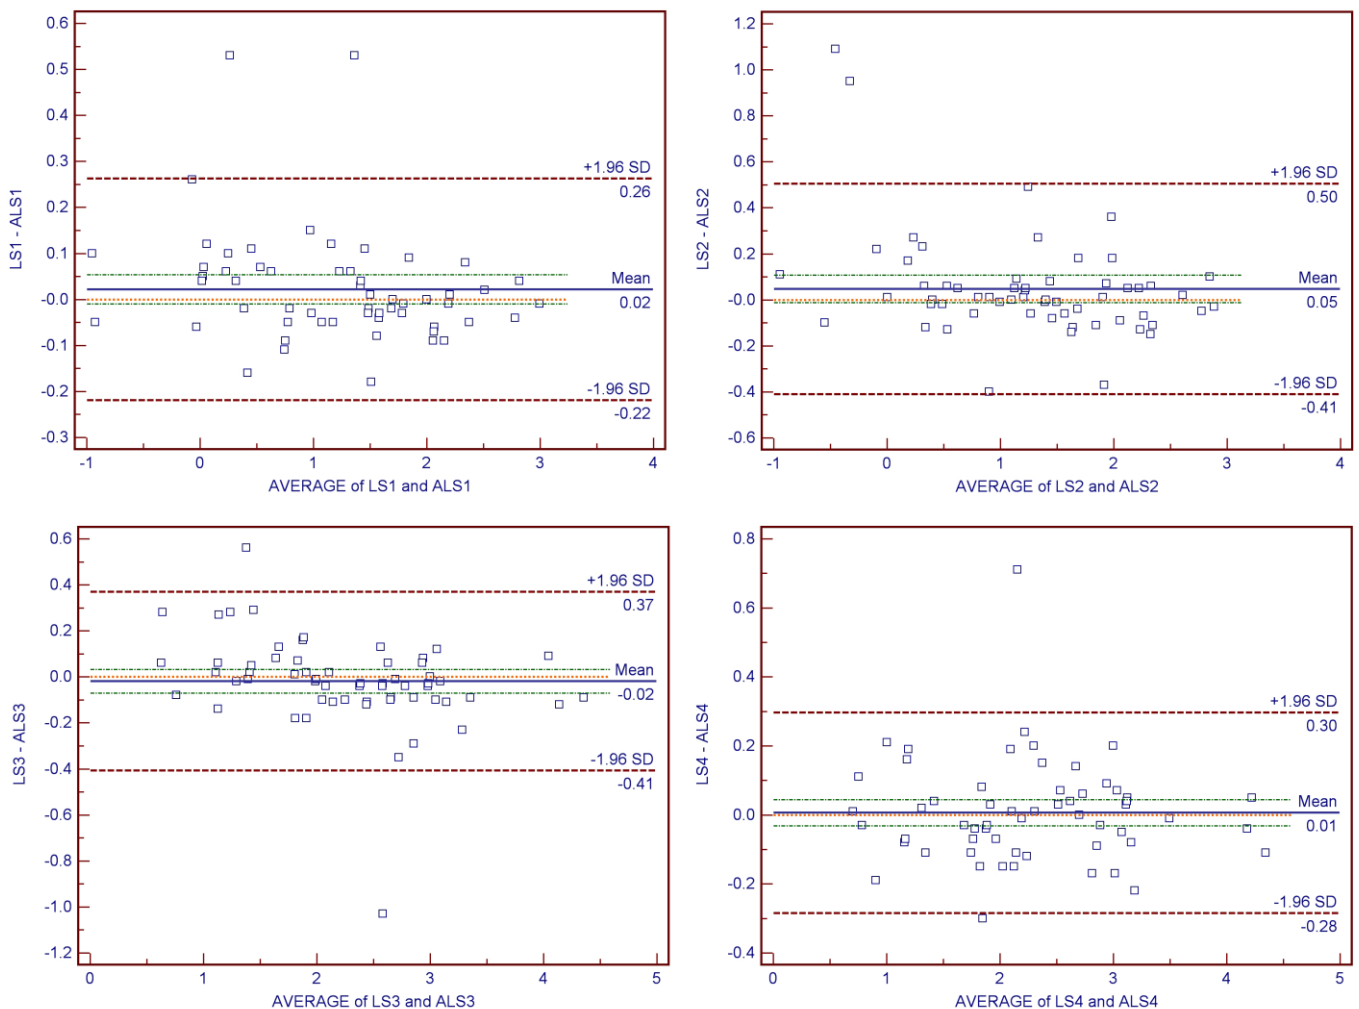 0.6
0.5
0.4
0.3
0.2
0.1
-0.0
-0.1
-0.2
-0.3
LS1 - ALS1
+1.96 SD
0.26
Mean
0.02
-1.96 SD
-0.22
-1 0 1 2 3 4
AVERAGE of LS1 and ALS1
1.2
1.0
0.8
0.6
0.4
0.2
-0.0
-0.2
-0.4
-0.6
LS2 - ALS2
+1.96 SD
0.50
Mean
0.05
-1.96 SD
-0.41
-1 0 1 2 3 4
AVERAGE of LS2 and ALS2
0.6
0.4
0.2
0.0
-0.2
-0.4
-0.6
-0.8
-1.0
-1.2
LS3 - ALS3
+1.96 SD
0.37
Mean
-0.02
-1.96 SD
-0.41
0 1 2 3 4 5
AVERAGE of LS3 and ALS3
0.8
0.6
0.4
0.2
0.0
-0.2
-0.4
LS4 - ALS4
+1.96 SD
0.30
Mean
0.01
-1.96 SD
-0.28
0 1 2 3 4 5
AVERAGE of LS4 and ALS4